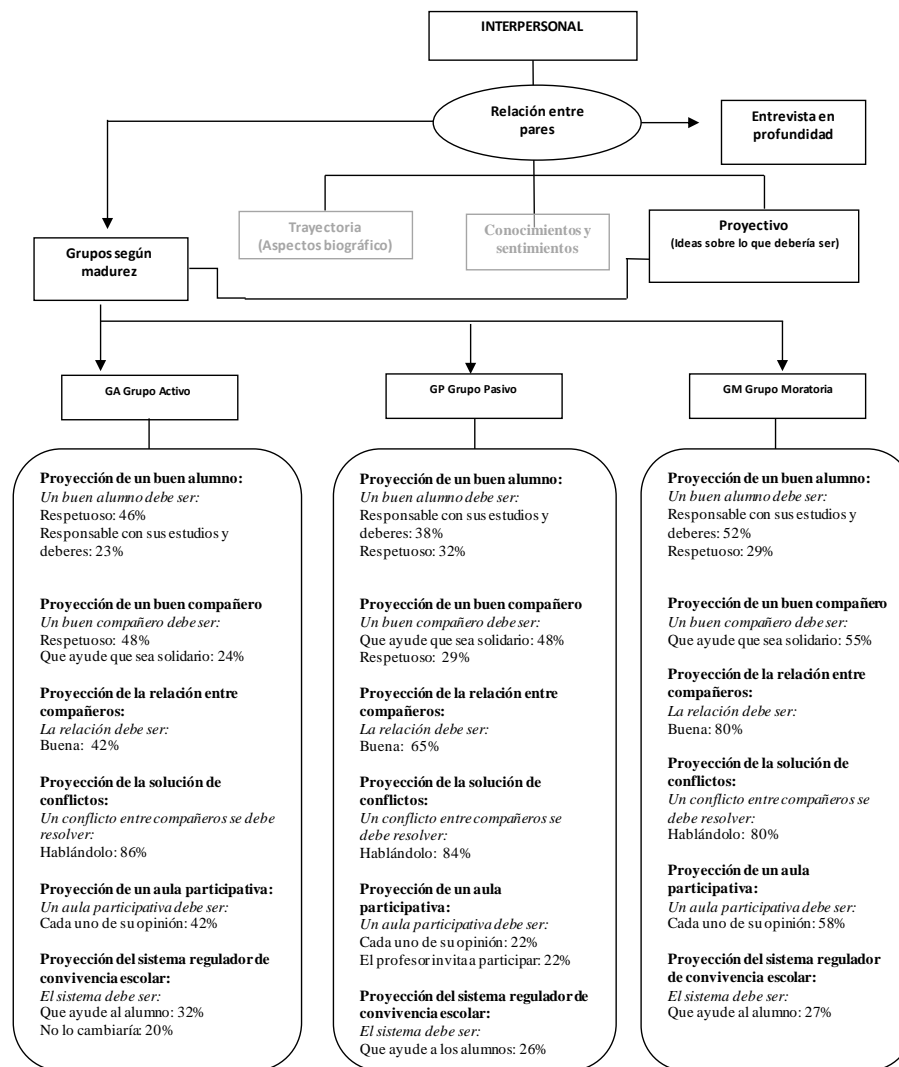 INTERPERSONAL
Relación entre
pares
Entrevista en
profundidad
Trayectoria
(Aspectos biográfico)
Conocimientos y
sentimientos
Proyectivo
(Ideas sobre lo que debería ser)
Grupos según
madurez
GA Grupo Activo
GP Grupo Pasivo
GM Grupo Moratoria
Proyección de un buen alumno:
Un buen alumno debe ser:
Respetuoso: 46%
Responsable con sus estudios y
deberes: 23%
Proyección de un buen compañero
Un buen compañero debe ser:
Respetuoso: 48%
Que ayude que sea solidario: 24%
Proyección de la relación entre
compañeros:
La relación debe ser:
Buena: 42%
Proyección de la solución de
conflictos:
Un conflicto entre compañeros se debe
resolver:
Hablándolo: 86%
Proyección de un aula participativa:
Un aula participativa debe ser:
Cada uno de su opinión: 42%
Proyección del sistema regulador de
convivencia escolar:
El sistema debe ser:
Que ayude al alumno: 32%
No lo cambiaría: 20%
Proyección de un buen alumno:
Un buen alumno debe ser:
Responsable con sus estudios y
deberes: 38%
Respetuoso: 32%
Proyección de un buen compañero
Un buen compañero debe ser:
Que ayude que sea solidario: 48%
Respetuoso: 29%
Proyección de la relación entre
compañeros:
La relación debe ser:
Buena: 65%
Proyección de la solución de
conflictos:
Un conflicto entre compañeros se
debe resolver:
Hablándolo: 84%
Proyección de un aula
participativa:
Un aula participativa debe ser:
Cada uno de su opinión: 22%
El profesor invita a participar: 22%
Proyección del sistema regulador de
convivencia escolar:
El sistema debe ser:
Que ayude a los alumnos: 26%
Proyección de un buen alumno:
Un buen alumno debe ser:
Responsable con sus estudios y
deberes: 52%
Respetuoso: 29%
Proyección de un buen compañero
Un buen compañero debe ser:
Que ayude que sea solidario: 55%
Proyección de la relación entre
compañeros:
La relación debe ser:
Buena: 80%
Proyección de la solución de
conflictos:
Un conflicto entre compañeros se
debe resolver:
Hablándolo: 80%
Proyección de un aula
participativa:
Un aula participativa debe ser:
Cada uno de su opinión: 58%
Proyección del sistema regulador
de convivencia escolar:
El sistema debe ser:
Que ayude al alumno: 27%